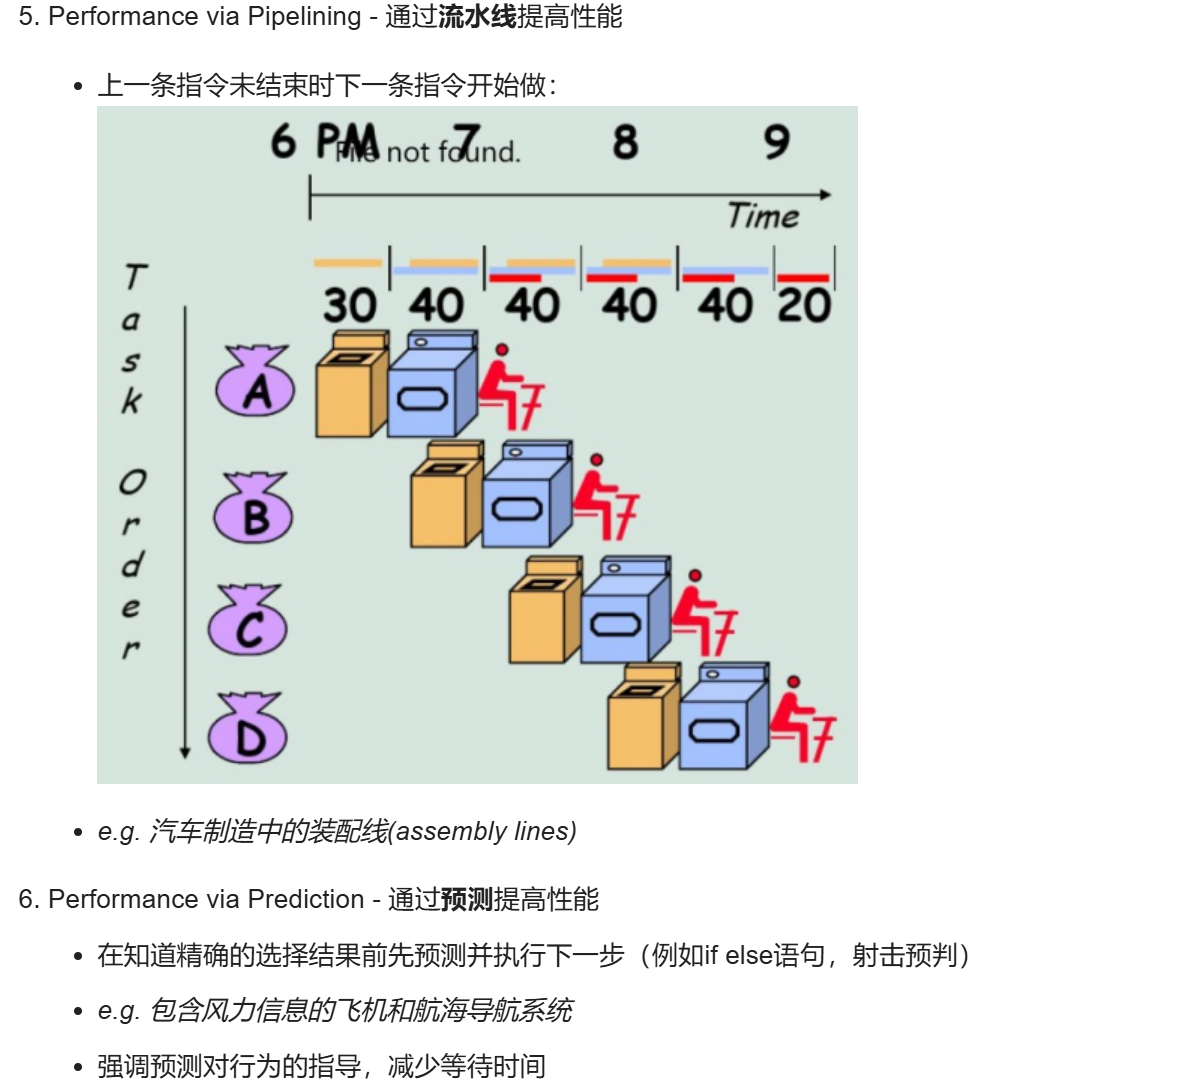 5. Performance via Pipelining - 通过流水线提高性能
上一条指令未结束时下一条指令开始做：
6 PM 7 8 9
File not found.
Time
Task Order
30 40 40 40 40 20
A
B
C
D
e.g. 汽车制造中的装配线(assembly lines)
6. Performance via Prediction - 通过预测提高性能
在知道精确的选择结果前先预测并执行下一步（例如if else语句，射击预判）
e.g. 包含风力信息的飞机和航海导航系统
强调预测对行为的指导，减少等待时间